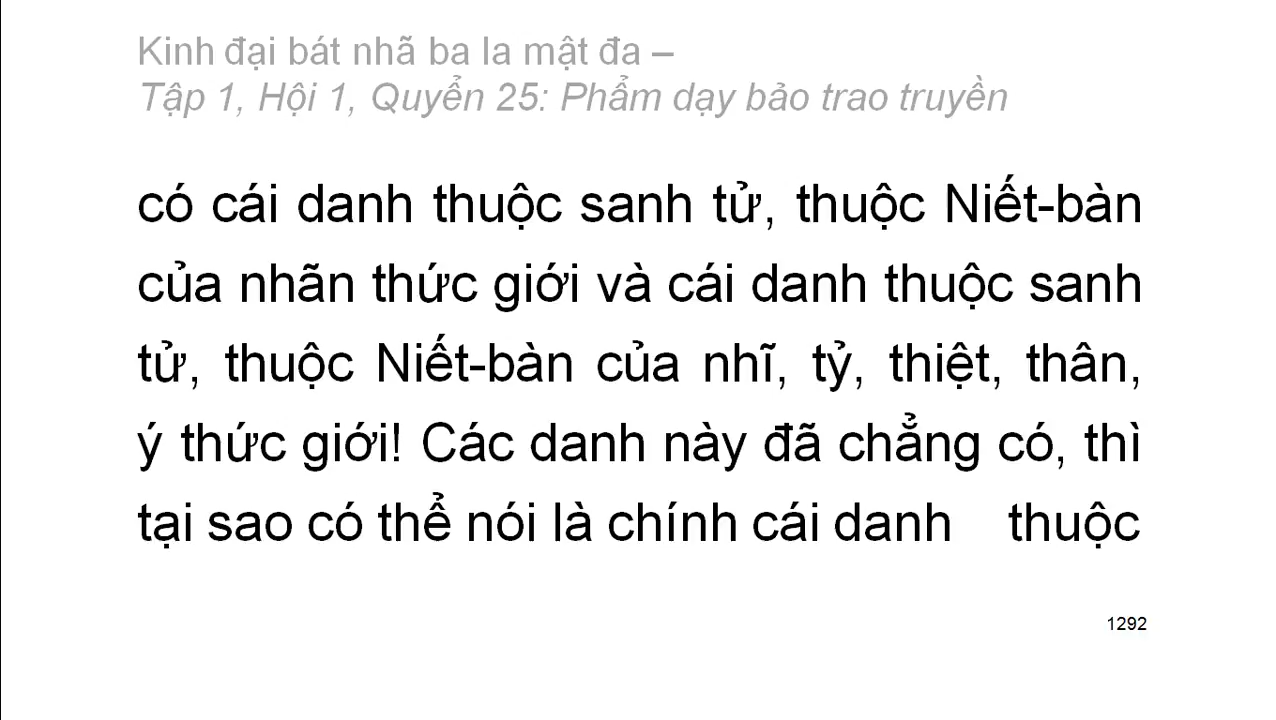 Kinh đại bát nhã ba la mật đa –
Tập 1, Hội 1, Quyển 25: Phẩm dạy bảo trao truyền
có cái danh thuộc sanh tử, thuộc Niết-bàn
của nhãn thức giới và cái danh thuộc sanh
tử, thuộc Niết-bàn của nhĩ, tỷ, thiệt, thân,
ý thức giới! Các danh này đã chẳng có, thì
tại sao có thể nói là chính cái danh thuộc
1292